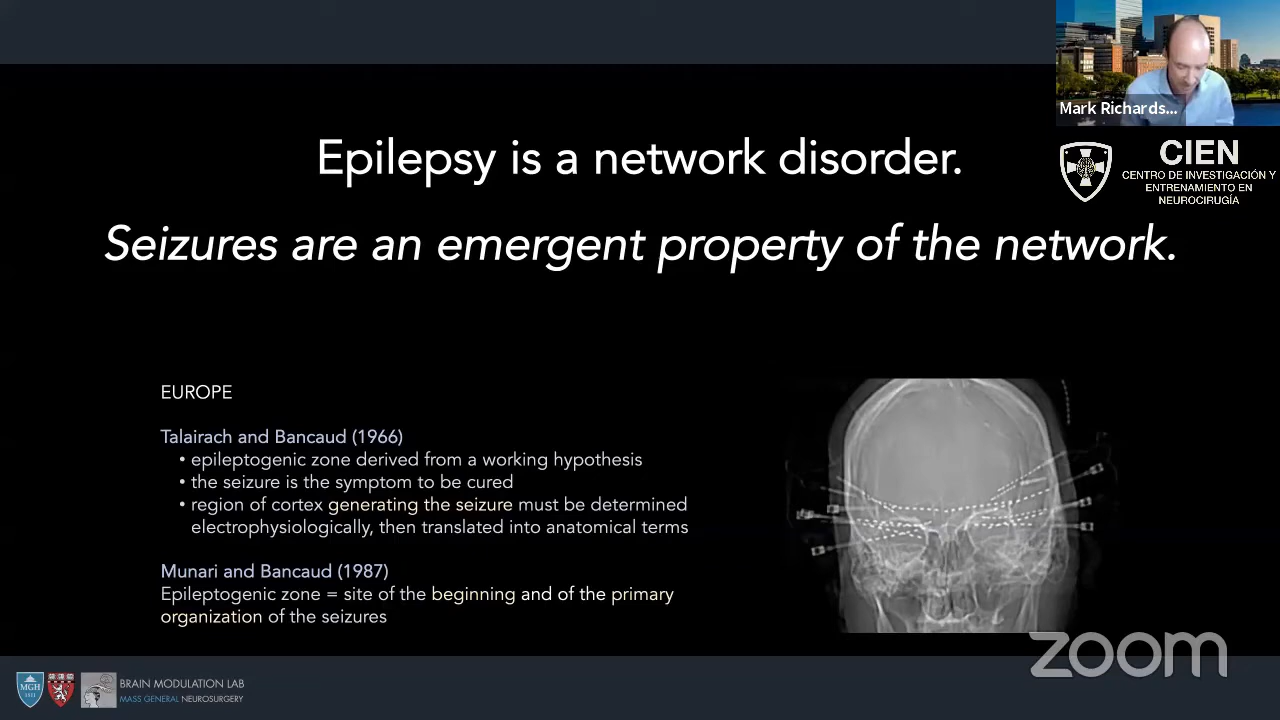 Mark Richards...
CIEN
CENTRO DE INVESTIGACIÓN Y
ENTRENAMIENTO EN
NEUROCIRUGÍA
Epilepsy is a network disorder.
Seizures are an emergent property of the network.
EUROPE
Talairach and Bancaud (1966)
• epileptogenic zone derived from a working hypothesis
• the seizure is the symptom to be cured
• region of cortex generating the seizure must be determined
electrophysiologically, then translated into anatomical terms
Munari and Bancaud (1987)
Epileptogenic zone = site of the beginning and of the primary
organization of the seizures
zoom
MGH
1811
BRAIN MODULATION LAB
MASS GENERAL NEUROSURGERY